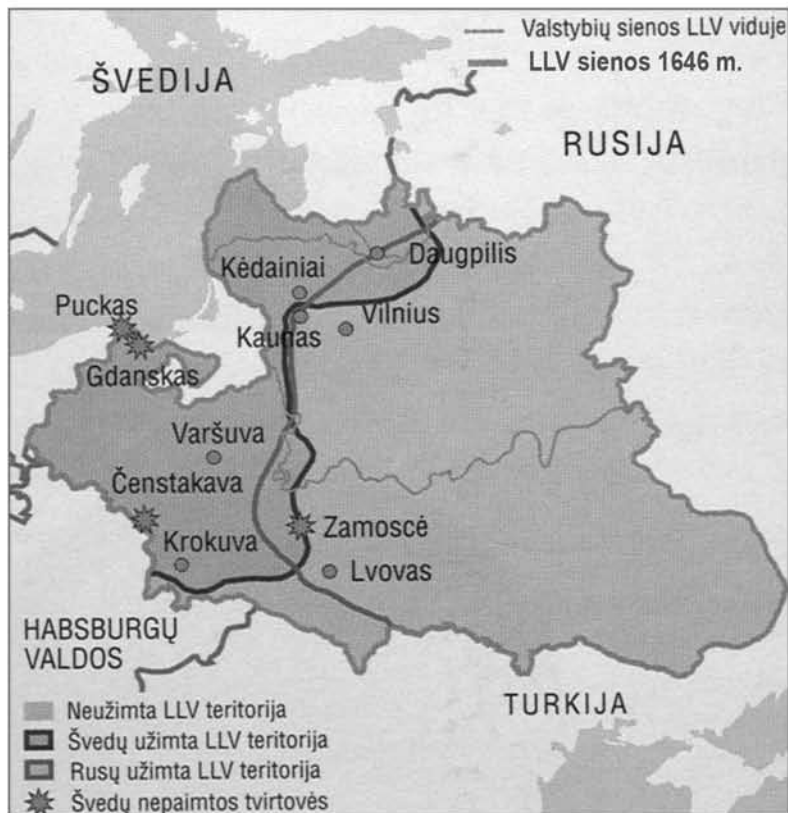 Valstybių sienos LLV viduje
LLV sienos 1646 m.
ŠVEDIJA
RUSIJA
Kėdainiai
Daugpilis
Puckas
Kaunas
Vilnius
Gdanskas
Varšuva
Čenstakava
Zamoscė
Krokuva
Lvovas
HABSBURGŲ
VALDOS
TURKIJA
Neužimta LLV teritorija
Švedų užimta LLV teritorija
Rusų užimta LLV teritorija
Švedų nepaimtos tvirtovės